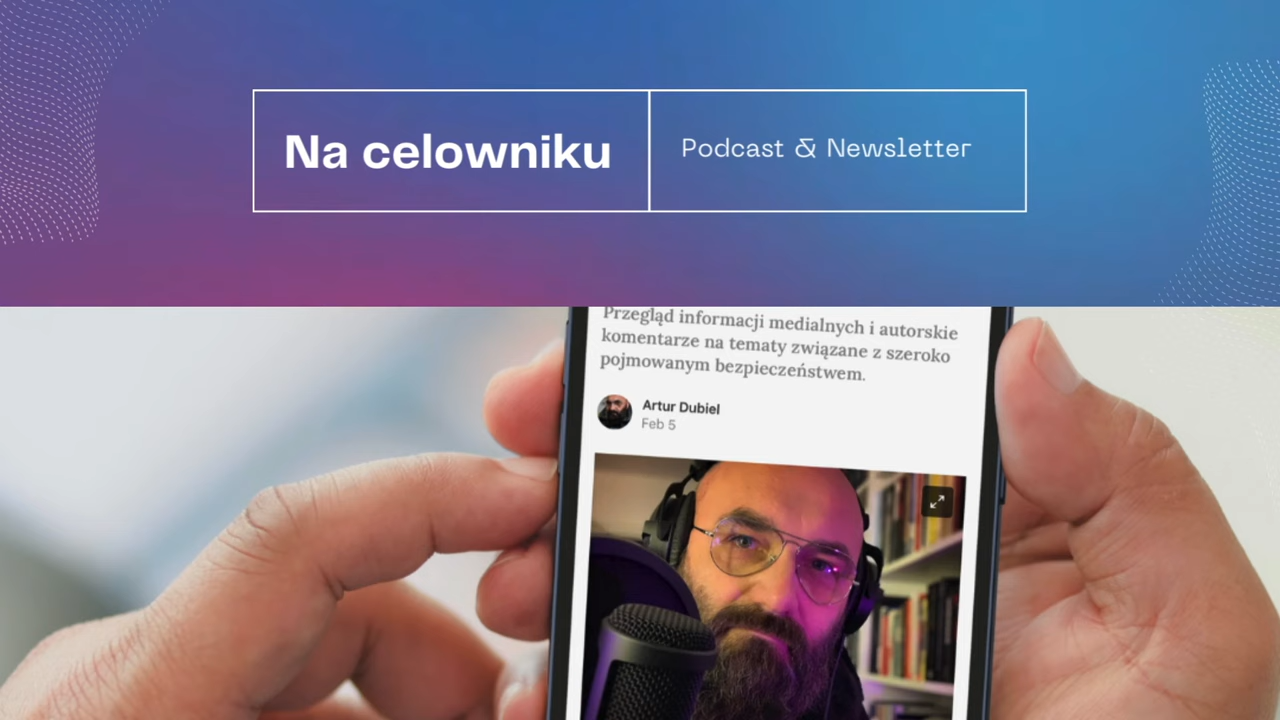 Na celowniku
Podcast & Newsletter
Przegląd informacji medialnych i autorskie
komentarze na tematy związane z szeroko
pojmowanym bezpieczeństwem.
Artur Dubiel
Feb 5